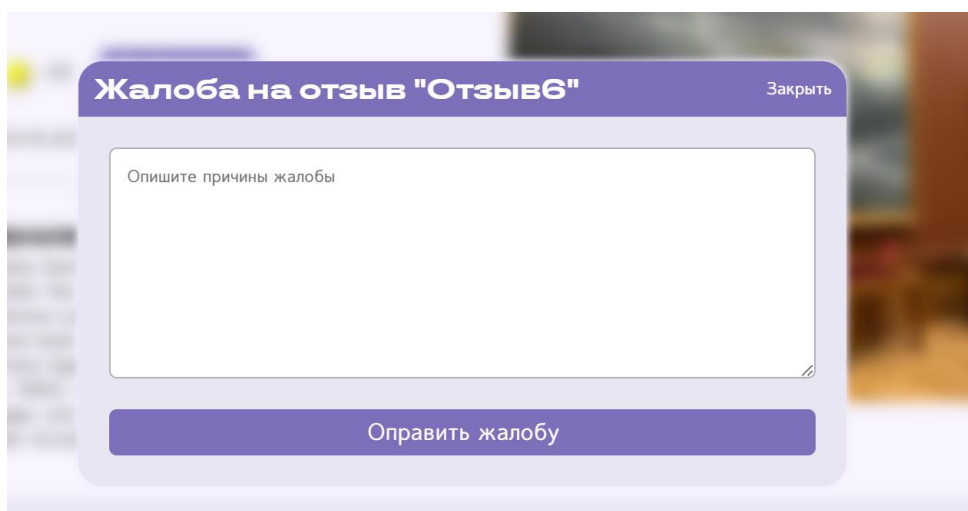 Жалоба на отзыв "Отзыв6"
Закрыть
Опишите причины жалобы
Оправить жалобу